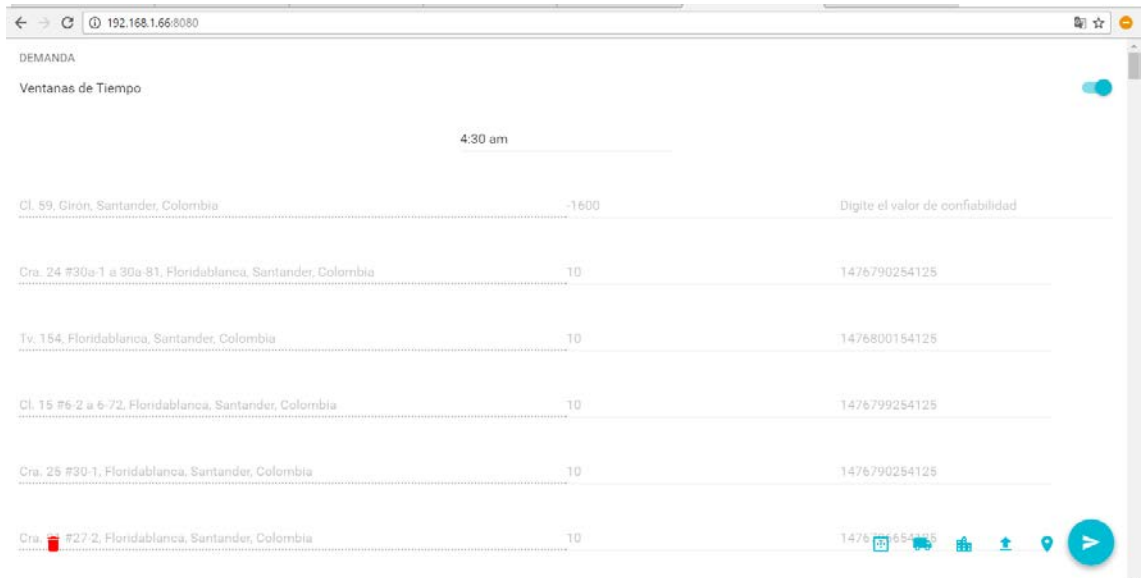 192.168.1.66:8080
DEMANDA
Ventanas de Tiempo
4:30 am
Cl. 59, Girón, Santander, Colombia -1600 Digite el valor de confiabilidad
Cra. 24 #30a-1 a 30a-81, Floridablanca, Santander, Colombia 10 1476790254125
Tv. 154, Floridablanca, Santander, Colombia 10 1476800154125
Cl. 15 #6-2 a 6-72, Floridablanca, Santander, Colombia 10 1476799254125
Cra. 25 #30-1, Floridablanca, Santander, Colombia 10 1476790254125
Cra. #27-2, Floridablanca, Santander, Colombia 10